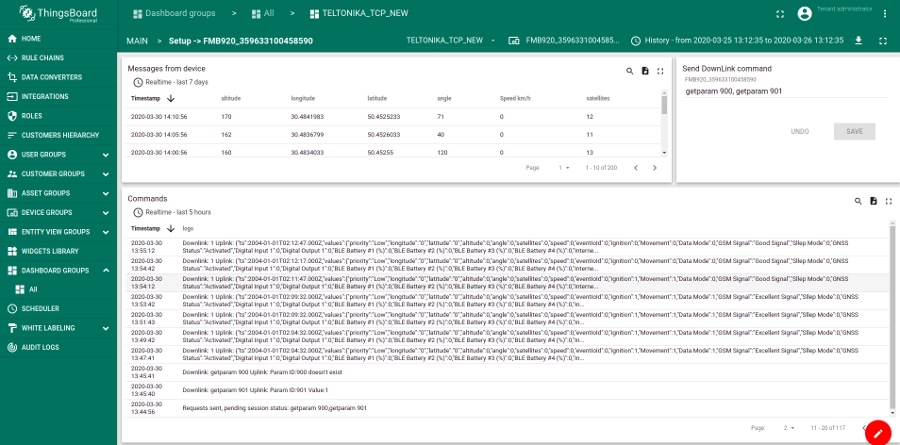 ThingsBoard
Professional
Dashboard groups > All > TELTONIKA_TCP_NEW
Tenant administrator
MAIN > Setup -> FMB920_359633100458590
TELTONIKA_TCP_NEW
FMB920_3596331004585...
History - from 2020-03-25 13:12:35 to 2020-03-26 13:12:35
HOME
RULE CHAINS
DATA CONVERTERS
INTEGRATIONS
ROLES
CUSTOMERS HIERARCHY
USER GROUPS
CUSTOMER GROUPS
ASSET GROUPS
DEVICE GROUPS
ENTITY VIEW GROUPS
WIDGETS LIBRARY
DASHBOARD GROUPS
All
SCHEDULER
WHITE LABELING
AUDIT LOGS
Messages from device
Realtime - last 7 days
Timestamp altitude longitude latitude angle Speed km/h satellites
2020-03-30 14:10:56 170 30.4841983 50.4525233 71 0 12
2020-03-30 14:05:56 162 30.4836799 50.4526033 40 0 11
2020-03-30 14:00:56 160 30.4834033 50.45255 120 0 13
Page: 1 1 - 10 of 200
Send DownLink command
FMB920_359633100458590
getparam 900, getparam 901
UNDO SAVE
Commands
Realtime - last 5 hours
Timestamp logs
2020-03-30
13:55:12
Downlink: 1 Uplink: {"ts":2004-01-01T02:12:47.000Z,"values":{"priority":"Low","longitude":"0","latitude":"0","altitude":0,"angle":0,"satellites":0,"speed":0,"eventoId":0,"Ignition":0,"Movement":0,"Data Mode":0,"GSM Signal":"Good Signal","Sllep Mode":0,"GNSS
Status":"Activated","Digital Input 1":0,"Digital Output 1":0,"BLE Battery #1 (%)":0,"BLE Battery #2 (%)":0,"BLE Battery #3 (%)":0,"BLE Battery #4 (%)":0,"Interne...
2020-03-30
13:54:42
Downlink: 1 Uplink: {"ts":2004-01-01T02:12:17.000Z,"values":{"priority":"Low","longitude":"0","latitude":"0","altitude":0,"angle":0,"satellites":0,"speed":0,"eventoId":0,"Ignition":1,"Movement":1,"Data Mode":1,"GSM Signal":"Good Signal","Sllep Mode":0,"GNSS
Status":"Activated","Digital Input 1":0,"Digital Output 1":0,"BLE Battery #1 (%)":0,"BLE Battery #2 (%)":0,"BLE Battery #3 (%)":0,"BLE Battery #4 (%)":0,"Interne...
2020-03-30
13:54:12
Downlink: 1 Uplink: {"ts":2004-01-01T02:11:47.000Z,"values":{"priority":"Low","longitude":"0","latitude":"0","altitude":0,"angle":0,"satellites":0,"speed":0,"eventoId":0,"Ignition":1,"Movement":1,"Data Mode":1,"GSM Signal":"Good Signal","Sllep Mode":0,"GNSS
Status":"Activated","Digital Input 1":0,"Digital Output 1":0,"BLE Battery #1 (%)":0,"BLE Battery #2 (%)":0,"BLE Battery #3 (%)":0,"BLE Battery #4 (%)":0,"Interne...
2020-03-30
13:53:42
Downlink: 1 Uplink: {"ts":2004-01-01T02:09:32.000Z,"values":{"priority":"Low","longitude":"0","latitude":"0","altitude":0,"angle":0,"satellites":0,"speed":0,"eventoId":0,"Ignition":1,"Movement":1,"Data Mode":1,"GSM Signal":"Excellent Signal","Sllep Mode":0,"GNSS
Status":"Activated","Digital Input 1":0,"Digital Output 1":0,"BLE Battery #1 (%)":0,"BLE Battery #2 (%)":0,"BLE Battery #3 (%)":0,"BLE Battery #4 (%)":0,"In...
2020-03-30
13:51:43
Downlink: 1 Uplink: {"ts":2004-01-01T02:09:32.000Z,"values":{"priority":"Low","longitude":"0","latitude":"0","altitude":0,"angle":0,"satellites":0,"speed":0,"eventoId":0,"Ignition":1,"Movement":1,"Data Mode":1,"GSM Signal":"Excellent Signal","Sllep Mode":0,"GNSS
Status":"Activated","Digital Input 1":0,"Digital Output 1":0,"BLE Battery #1 (%)":0,"BLE Battery #2 (%)":0,"BLE Battery #3 (%)":0,"BLE Battery #4 (%)":0,"In...
2020-03-30
13:49:42
Downlink: 1 Uplink: {"ts":2004-01-01T02:09:32.000Z,"values":{"priority":"Low","longitude":"0","latitude":"0","altitude":0,"angle":0,"satellites":0,"speed":0,"eventoId":0,"Ignition":1,"Movement":1,"Data Mode":1,"GSM Signal":"Excellent Signal","Sllep Mode":0,"GNSS
Status":"Activated","Digital Input 1":0,"Digital Output 1":0,"BLE Battery #1 (%)":0,"BLE Battery #2 (%)":0,"BLE Battery #3 (%)":0,"BLE Battery #4 (%)":0,"In...
2020-03-30
13:47:41
Downlink: 1 Uplink: {"ts":2004-01-01T02:04:32.000Z,"values":{"priority":"Low","longitude":"0","latitude":"0","altitude":0,"angle":0,"satellites":0,"speed":0,"eventoId":0,"Ignition":1,"Movement":1,"Data Mode":1,"GSM Signal":"Excellent Signal","Sllep Mode":0,"GNSS
Status":"Activated","Digital Input 1":0,"Digital Output 1":0,"BLE Battery #1 (%)":0,"BLE Battery #2 (%)":0,"BLE Battery #3 (%)":0,"BLE Battery #4 (%)":0,"In...
2020-03-30
13:45:41
Downlink: getparam 900 Uplink: Param ID:900 doesn't exist
2020-03-30
13:45:40
Downlink: getparam 901 Uplink: Param ID:901 Value:1
2020-03-30
13:44:56
Requests sent, pending session status: getparam 900,getparam 901
Page: 2 11 - 20 of 117